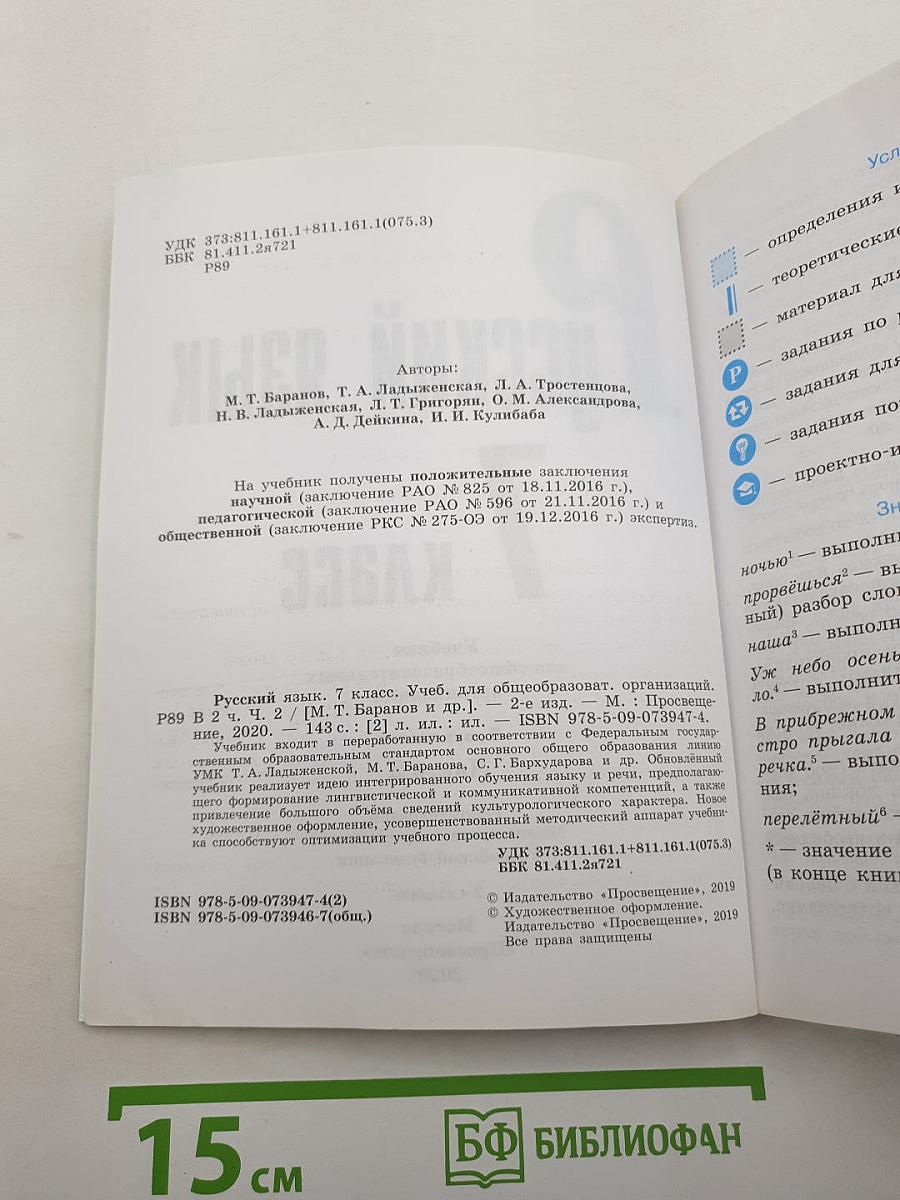 УДК 373:811.161.1+811.161.1(075.3)
ББК 81.411.2я721
Р89
Авторы:
М. Т. Баранов, Т. А. Ладыженская, Л. А. Тростенцова,
Н. В. Ладыженская, Л. Т. Григорян, О. М. Александрова,
А. Д. Дейкина, И. И. Кулибаба
На учебник получены положительные заключения
научной (заключение РАО № 825 от 18.11.2016 г.),
педагогической (заключение РАО № 596 от 21.11.2016 г.) и
общественной (заключение РКС № 275-ОЭ от 19.12.2016 г.) экспертиз.
Русский язык. 7 класс. Учеб. для общеобразоват. организаций.
Р89 В 2 ч. Ч. 2 / [М. Т. Баранов и др.]. — 2-е изд. — М. : Просвеще-
ние, 2020. — 143 с. : [2] л. ил. : ил. — ISBN 978-5-09-073947-4.
Учебник входит в переработанную в соответствии с Федеральным государ-
ственным образовательным стандартом основного общего образования линию
УМК Т. А. Ладыженской, М. Т. Баранова, С. Г. Бархударова и др. Обновлённый
учебник реализует идею интегрированного обучения языку и речи, предполагаю-
щего формирование лингвистической и коммуникативной компетенций, а также
привлечение большого объёма сведений культурологического характера. Новое
художественное оформление, усовершенствованный методический аппарат учебни-
ка способствуют оптимизации учебного процесса.
УДК 373:811.161.1+811.161.1(075.3)
ББК 81.411.2я721
ISBN 978-5-09-073947-4(2)
ISBN 978-5-09-073946-7(общ.)
© Издательство «Просвещение», 2019
© Художественное оформление.
Издательство «Просвещение», 2019
Все права защищены
Усл
— определения и
— теоретические
— материал для
Р — задания по р
— задания для
— задания по
— проектно-и
Зн
ночью¹ — выполни
прорвёшься² — вы
ный) разбор сло
наша³ — выполн
Уж небо осень
ло.⁴ — выполнит
В прибрежном
стро прыгала
речка.⁵ — выпо
ния;
перелётный⁶ —
* — значение
(в конце книг
15 см
БФ БИБЛИОФАН